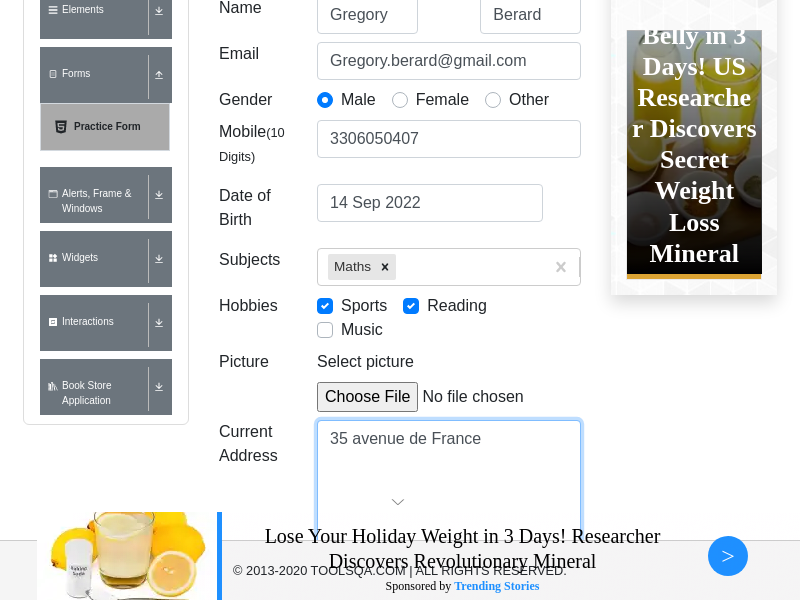 Elements
Forms
Practice Form
Alerts, Frame &
Windows
Widgets
Interactions
Book Store
Application
Name
Gregory
Berard
Email
Gregory.berard@gmail.com
Gender
Male
Female
Other
Mobile(10
Digits)
3306050407
Date of
Birth
14 Sep 2022
Subjects
Maths
Hobbies
Sports
Reading
Music
Picture
Select picture
Choose File No file chosen
Current
Address
35 avenue de France
Belly in 3
Days! US
Researche
r Discovers
Secret
Weight
Loss
Mineral
Lose Your Holiday Weight in 3 Days! Researcher
Discovers Revolutionary Mineral
© 2013-2020 TOOLSQA.COM | ALL RIGHTS RESERVED.
Sponsored by Trending Stories